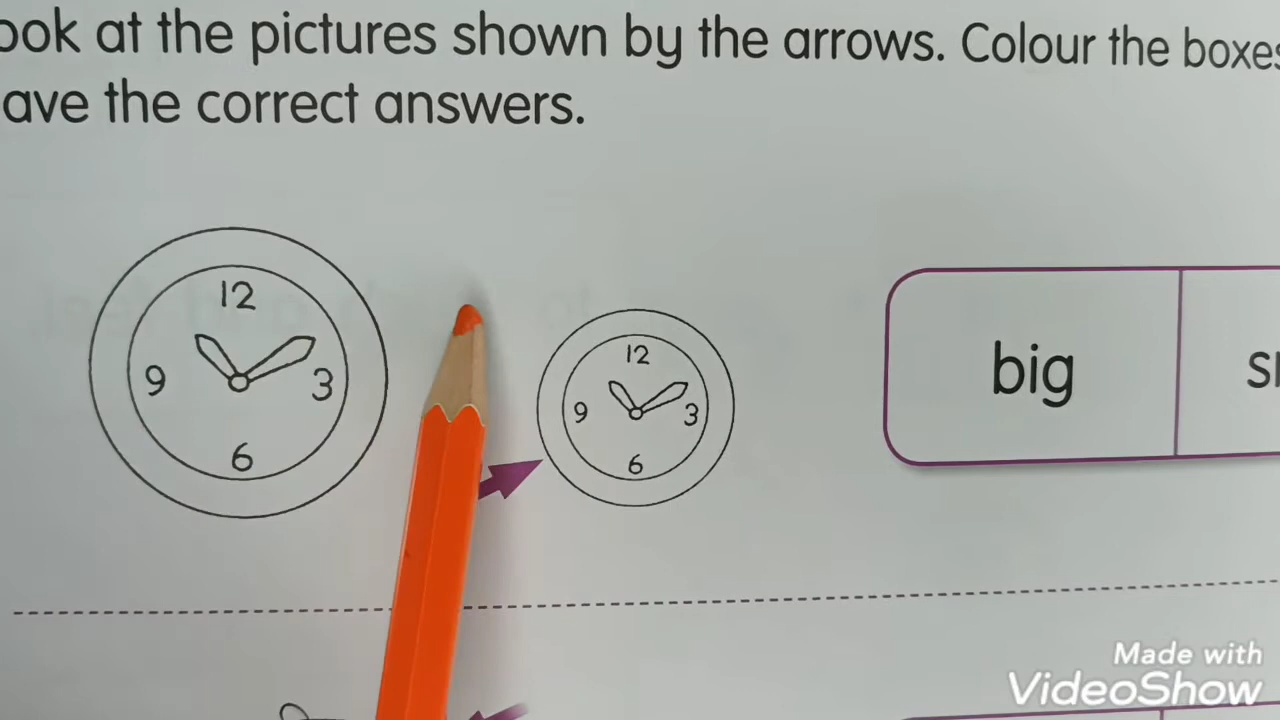 ook at the pictures shown by the arrows. Colour the boxes
ave the correct answers.
12
9
3
6
12
9
3
6
big
Made with
VideoShow